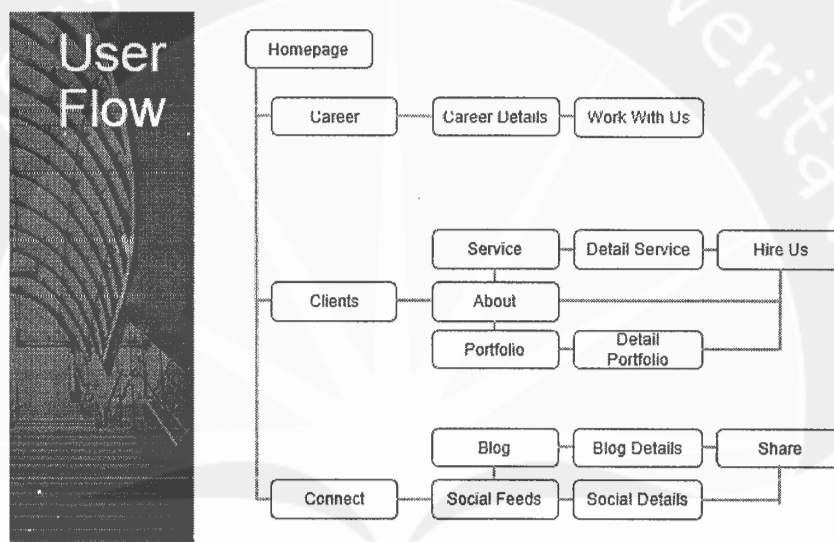 User
Flow
Homepage
Career
Career Details
Work With Us
Service
Detail Service
Hire Us
Clients
About
Portfolio
Detail
Portfolio
Blog
Blog Details
Share
Connect
Social Feeds
Social Details